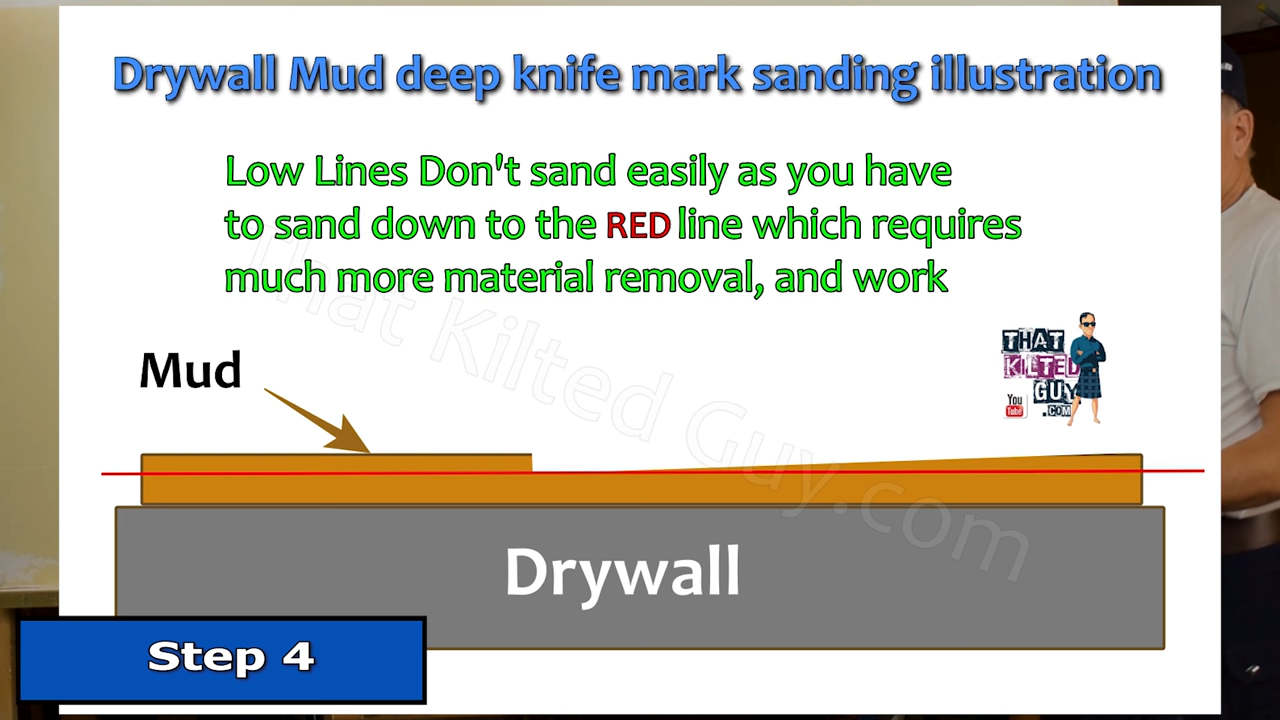 Drywall Mud deep knife mark sanding illustration
Low Lines Don't sand easily as you have
to sand down to the RED line which requires
much more material removal, and work
Mud
THAT
KILTED
GUY
You
Tube
.COM
That Kilted Guy.com
Drywall
Step 4